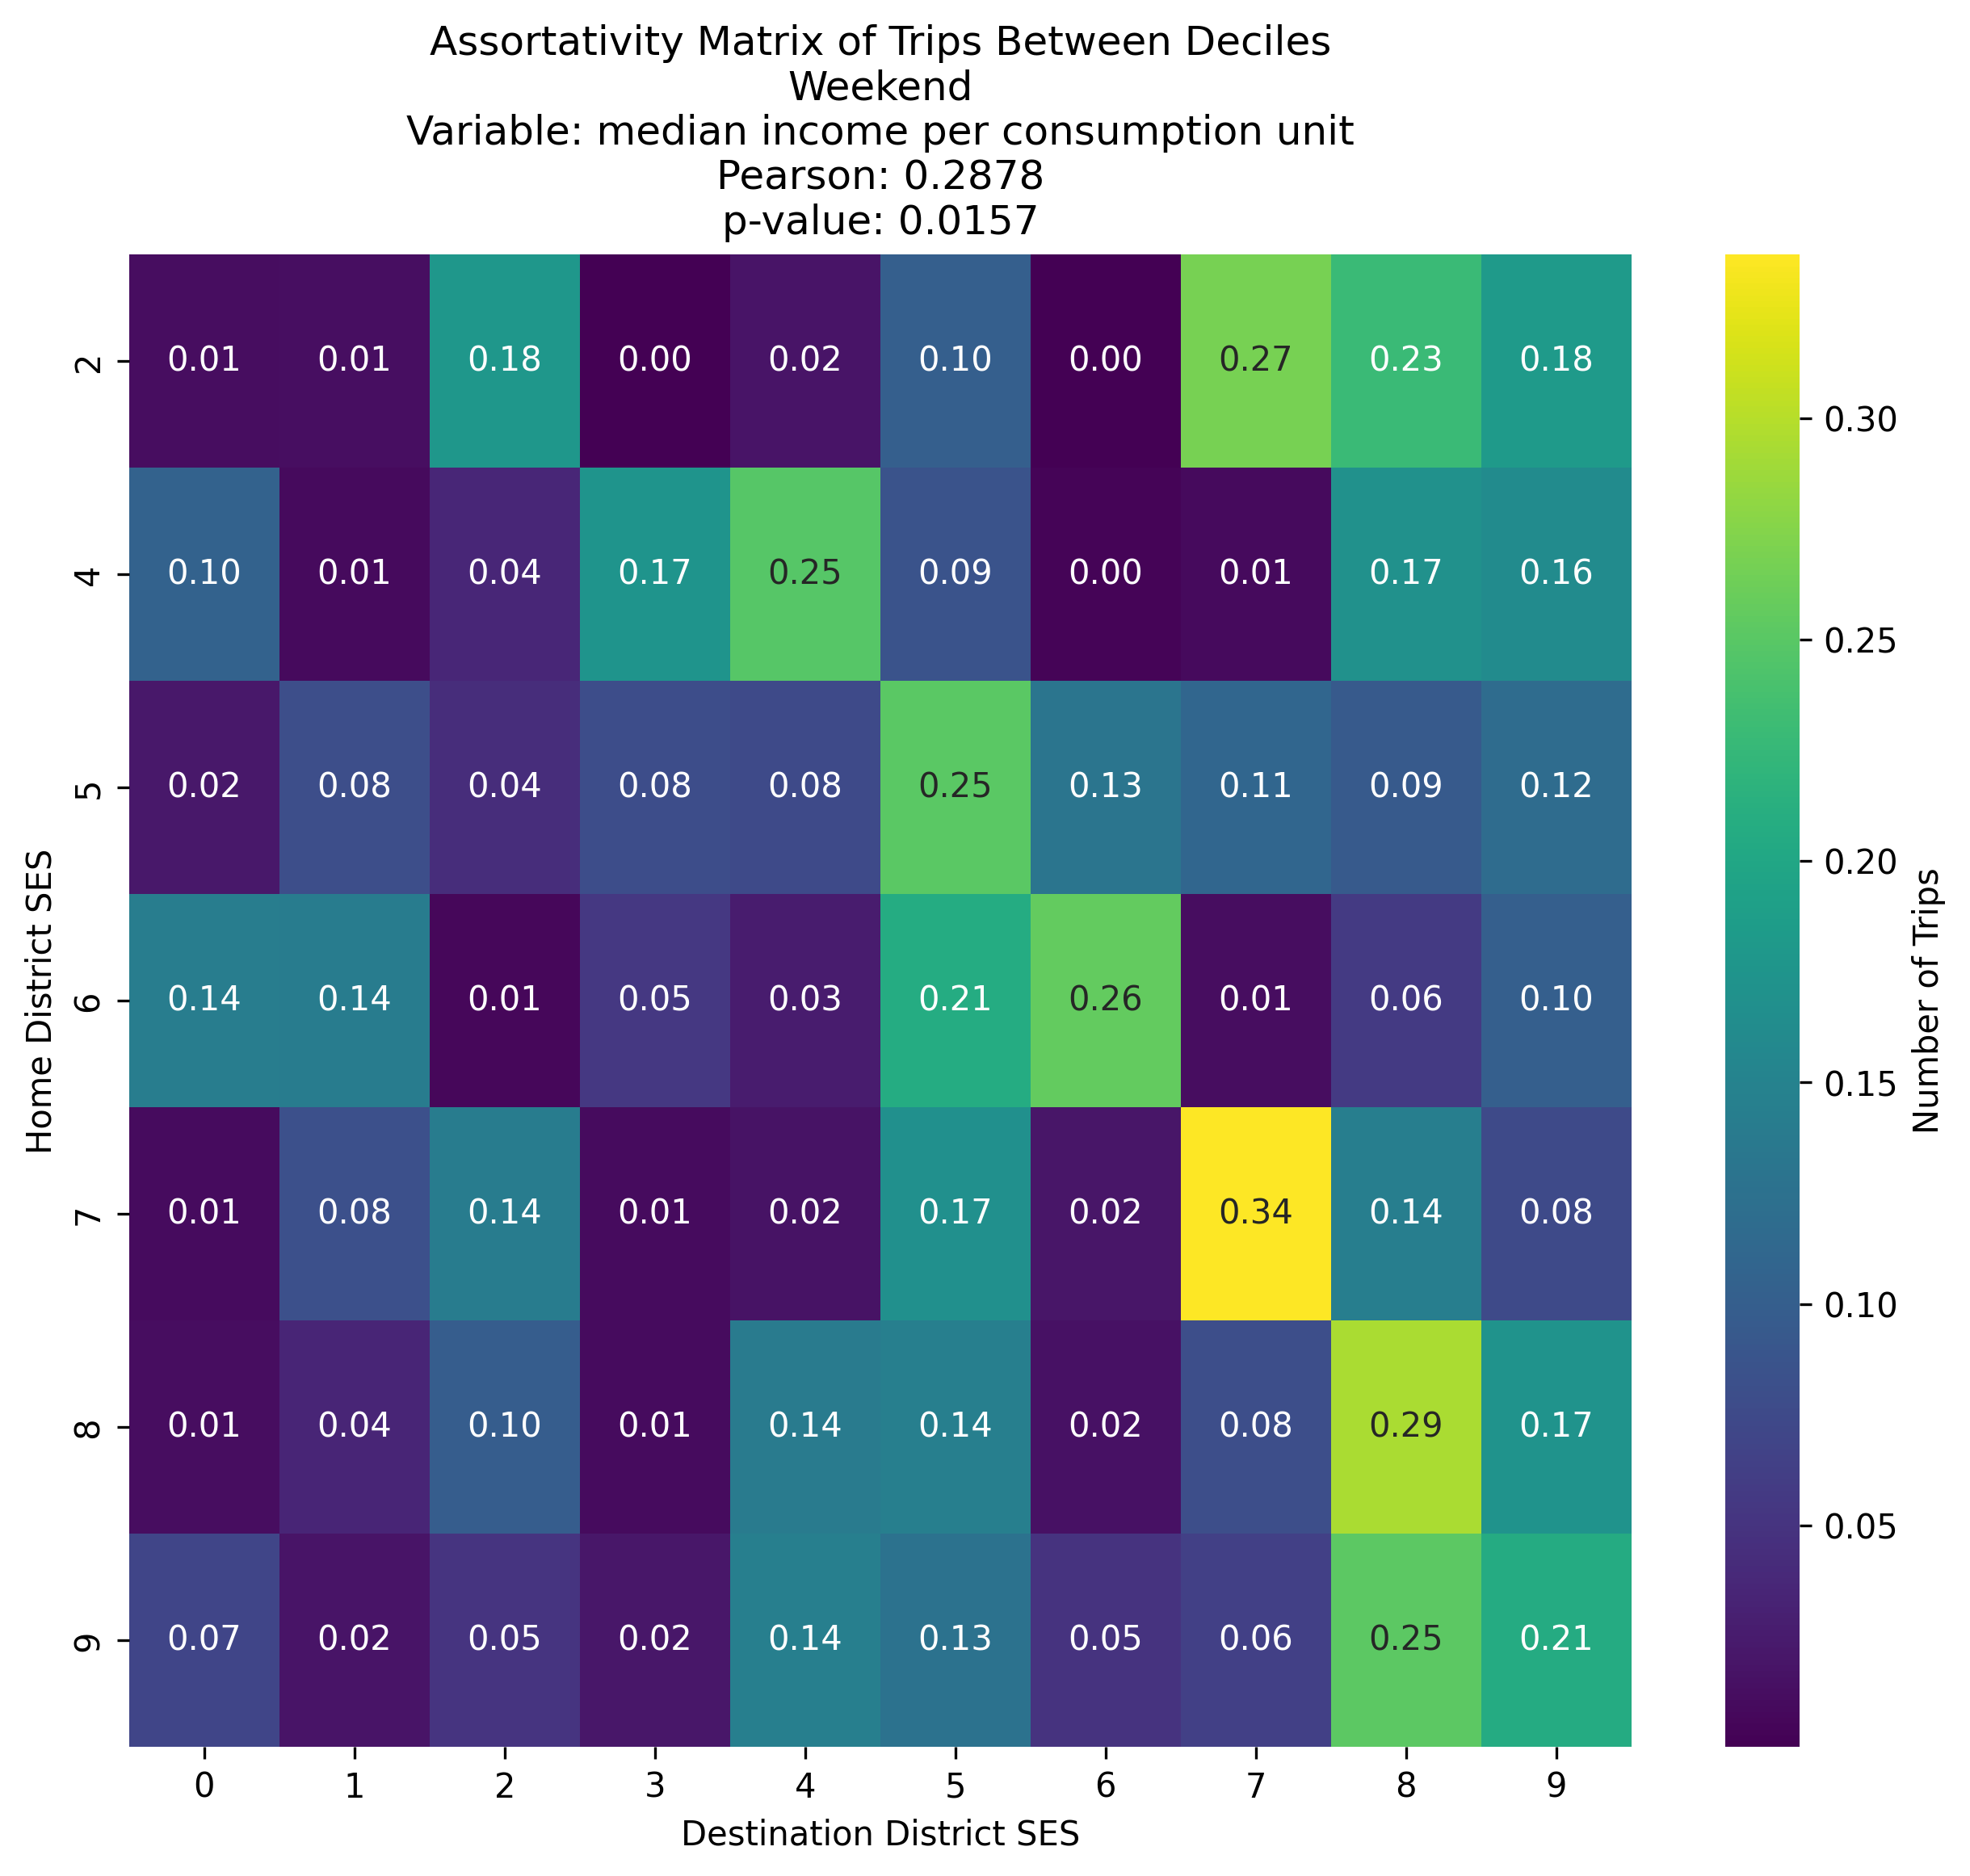 Assortativity Matrix of Trips Between Deciles
Weekend
Variable: median income per consumption unit
Pearson: 0.2878
p-value: 0.0157
2 0.01 0.01 0.18 0.00 0.02 0.10 0.00 0.27 0.23 0.18
4 0.10 0.01 0.04 0.17 0.25 0.09 0.00 0.01 0.17 0.16
5 0.02 0.08 0.04 0.08 0.08 0.25 0.13 0.11 0.09 0.12
6 0.14 0.14 0.01 0.05 0.03 0.21 0.26 0.01 0.06 0.10
7 0.01 0.08 0.14 0.01 0.02 0.17 0.02 0.34 0.14 0.08
8 0.01 0.04 0.10 0.01 0.14 0.14 0.02 0.08 0.29 0.17
9 0.07 0.02 0.05 0.02 0.14 0.13 0.05 0.06 0.25 0.21
0 1 2 3 4 5 6 7 8 9
Destination District SES
Home District SES
0.30
0.25
0.20
0.15
0.10
0.05
Number of Trips